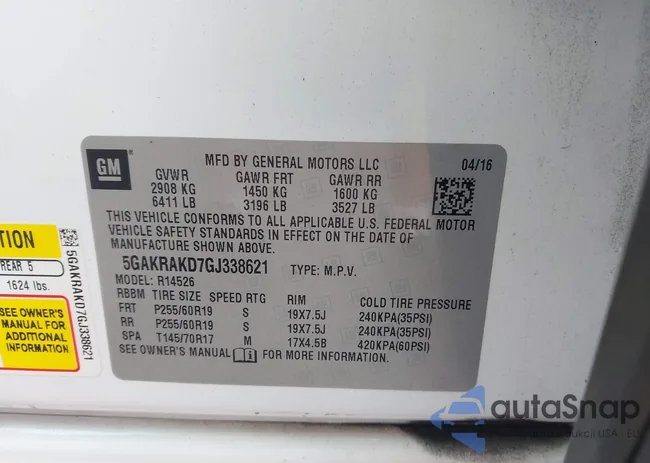 GM
MFD BY GENERAL MOTORS LLC 04/16
GVWR GAWR FRT GAWR RR
2908 KG 1450 KG 1600 KG
6411 LB 3196 LB 3527 LB
THIS VEHICLE CONFORMS TO ALL APPLICABLE U.S. FEDERAL MOTOR
VEHICLE SAFETY STANDARDS IN EFFECT ON THE DATE OF
MANUFACTURE SHOWN ABOVE.
5GAKRAKD7GJ338621 TYPE: M.P.V.
MODEL: R14526
RBBM TIRE SIZE SPEED RTG RIM COLD TIRE PRESSURE
FRT P255/60R19 S 19X7.5J 240KPA(35PSI)
RR P255/60R19 S 19X7.5J 240KPA(35PSI)
SPA T145/70R17 M 17X4.5B 420KPA(60PSI)
SEE OWNER'S MANUAL FOR MORE INFORMATION.
TION
REAR 5
1624 lbs.
SEE OWNER'S
MANUAL FOR
ADDITIONAL
INFORMATION
5GAKRAKD7GJ338621
autaSnap
USA - EU